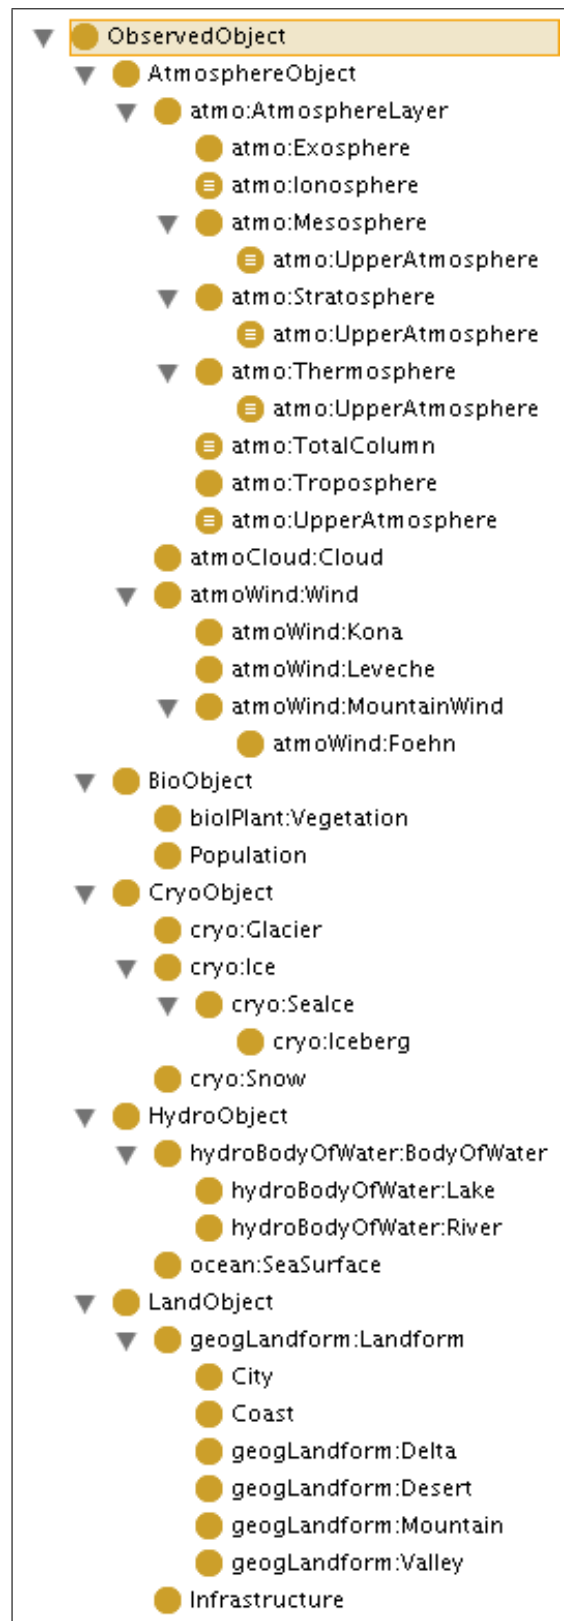 ObservedObject
AtmosphereObject
atmo:AtmosphereLayer
atmo:Exosphere
atmo:Ionosphere
atmo:Mesosphere
atmo:UpperAtmosphere
atmo:Stratosphere
atmo:UpperAtmosphere
atmo:Thermosphere
atmo:UpperAtmosphere
atmo:TotalColumn
atmo:Troposphere
atmo:UpperAtmosphere
atmoCloud:Cloud
atmoWind:Wind
atmoWind:Kona
atmoWind:Leveche
atmoWind:MountainWind
atmoWind:Foehn
BioObject
biolPlant:Vegetation
Population
CryoObject
cryo:Glacier
cryo:Ice
cryo:SeaIce
cryo:Iceberg
cryo:Snow
HydroObject
hydroBodyOfWater:BodyOfWater
hydroBodyOfWater:Lake
hydroBodyOfWater:River
ocean:SeaSurface
LandObject
geogLandform:Landform
City
Coast
geogLandform:Delta
geogLandform:Desert
geogLandform:Mountain
geogLandform:Valley
Infrastructure